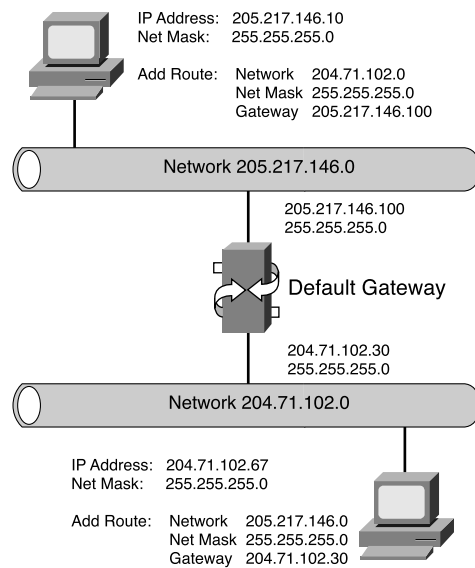 IP Address: 205.217.146.10
Net Mask: 255.255.255.0
Add Route: Network 204.71.102.0
Net Mask 255.255.255.0
Gateway 205.217.146.100
Network 205.217.146.0
205.217.146.100
255.255.255.0
Default Gateway
204.71.102.30
255.255.255.0
Network 204.71.102.0
IP Address: 204.71.102.67
Net Mask: 255.255.255.0
Add Route: Network 205.217.146.0
Net Mask 255.255.255.0
Gateway 204.71.102.30